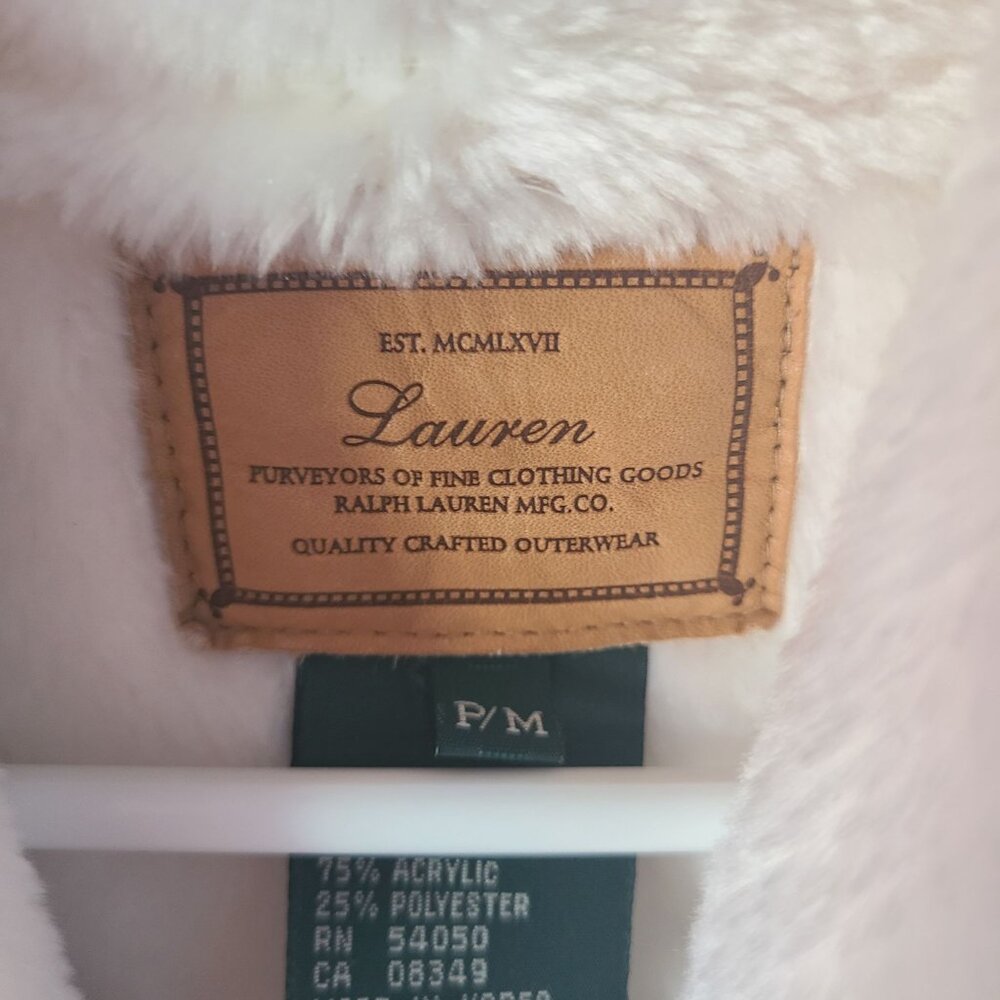 EST. MCMLXVII
Lauren
PURVEYORS OF FINE CLOTHING GOODS
RALPH LAUREN MFG.CO.
QUALITY CRAFTED OUTERWEAR
P/M
75% ACRYLIC
25% POLYESTER
RN 54050
CA 08349